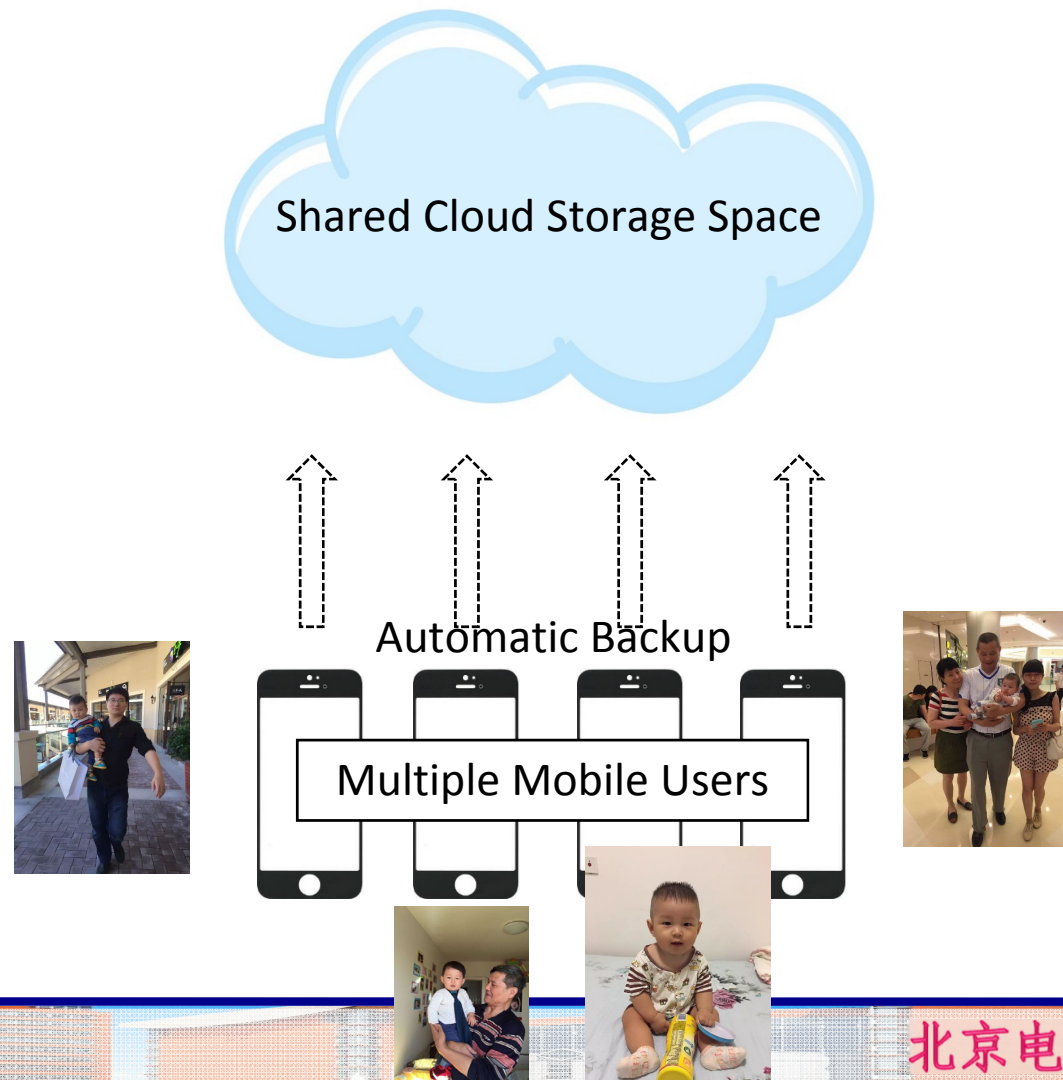 Shared Cloud Storage Space
Automatic Backup
Multiple Mobile Users
北京电